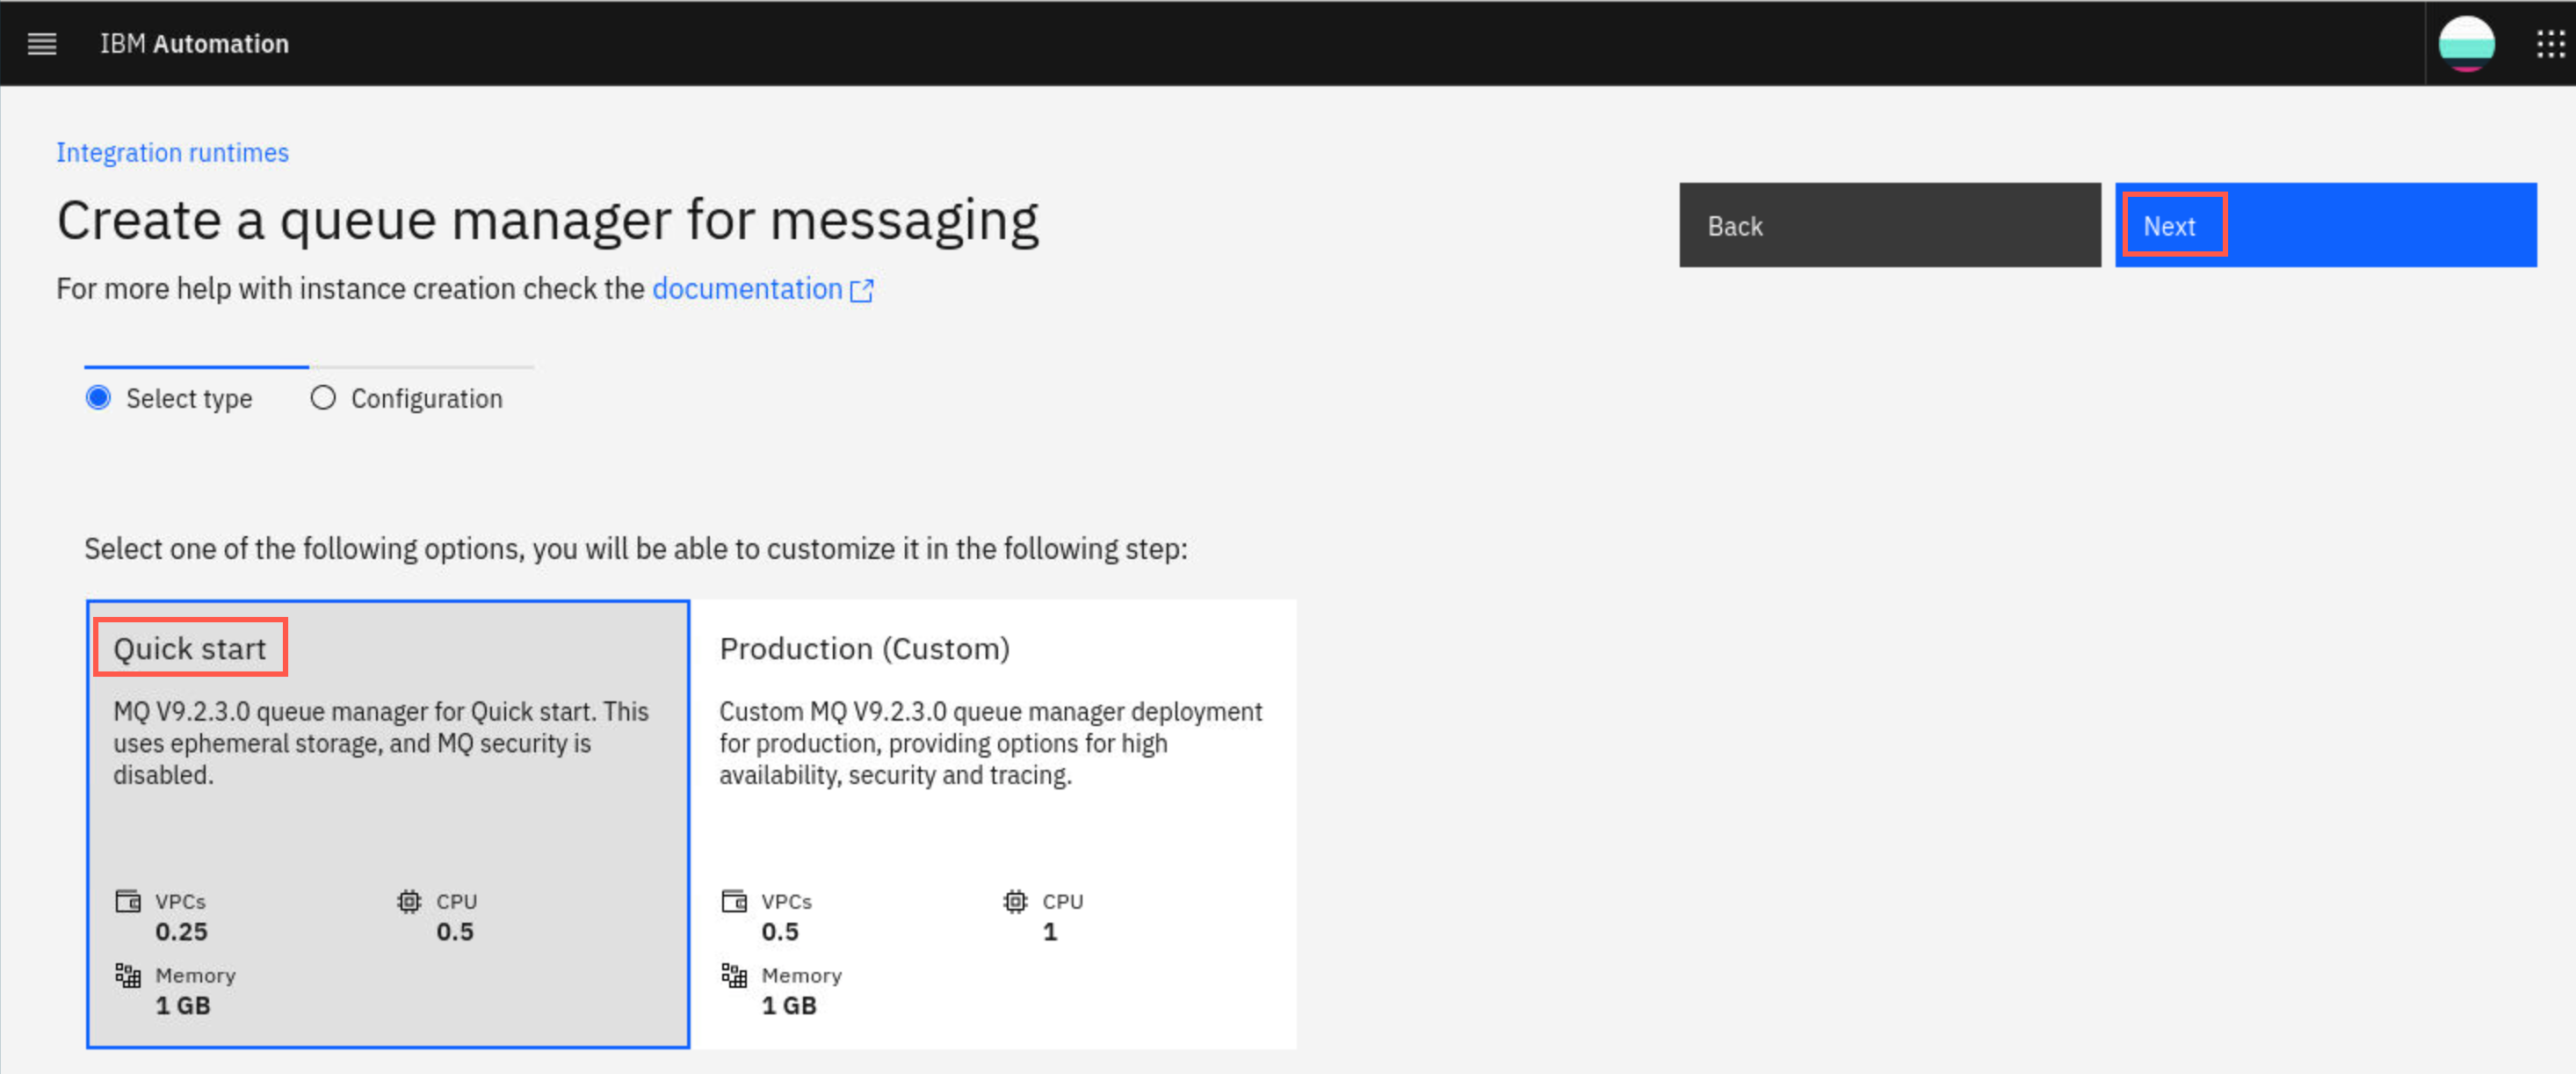 IBM Automation
Integration runtimes
Create a queue manager for messaging
Back
Next
For more help with instance creation check the documentation
Select type
Configuration
Select one of the following options, you will be able to customize it in the following step:
Quick start
MQ V9.2.3.0 queue manager for Quick start. This
uses ephemeral storage, and MQ security is
disabled.
VPCs
0.25
CPU
0.5
Memory
1 GB
Production (Custom)
Custom MQ V9.2.3.0 queue manager deployment
for production, providing options for high
availability, security and tracing.
VPCs
0.5
CPU
1
Memory
1 GB